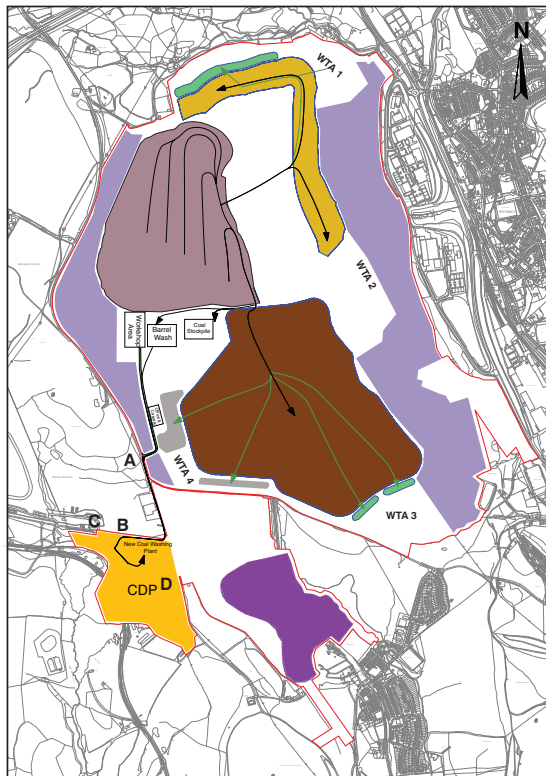 N
WTA 1
WTA 2
Workshop
Area
Barrel
Wash
Coal
Stockpile
A
WTA 4
WTA 3
C
B
New Coal Washing
Plant
CDP
D